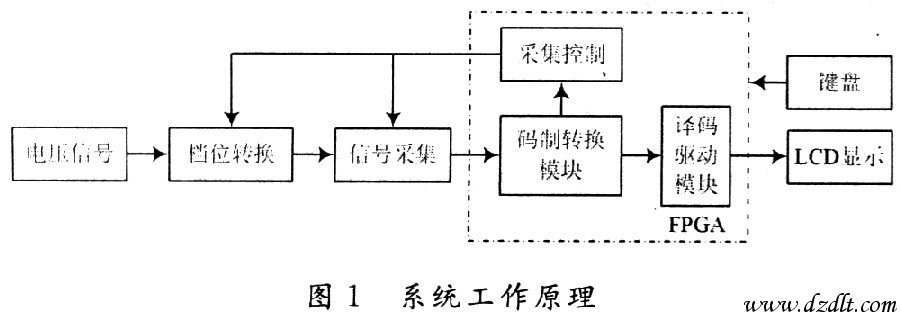 采集控制
键盘
电压信号
档位转换
信号采集
码制转换
模块
译码
驱动
模块
LCD显示
FPGA
图 1 系统工作原理
www.dzdlt.com